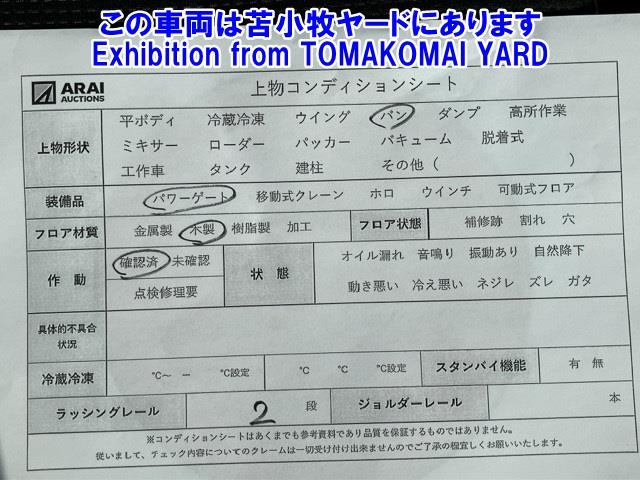 この車両は苫小牧ヤードにあります
Exhibition from TOMAKOMAI YARD
ARAI AUCTIONS 上物コンディションシート
上物形状 平ボディ 冷蔵冷凍 ウイング バン ダンプ 高所作業
ミキサー ローダー パッカー バキューム 脱着式
工作車 タンク 建柱 その他 ( )
装備品 パワーゲート 移動式クレーン ホロ ウインチ 可動式フロア
フロア材質 金属製 木製 樹脂製 加工 フロア状態 補修跡 割れ 穴
作動 確認済 未確認 状態 オイル漏れ 音鳴り 振動あり 自然降下
点検修理要 動き悪い 冷え悪い ネジレ ズレ ガタ
具体的不具合
状況
冷蔵冷凍 ℃〜 ー ℃設定 ℃ ℃ ℃設定 スタンバイ機能 有 無
ラッシングレール 2 段 ジョルダーレール 本
※コンディションシートはあくまでも参考資料であり品質を保証するものではありません。
従いまして、チェック内容についてのクレームは一切受け付け出来ませんのでご了承の程宜しくお願いいたします。